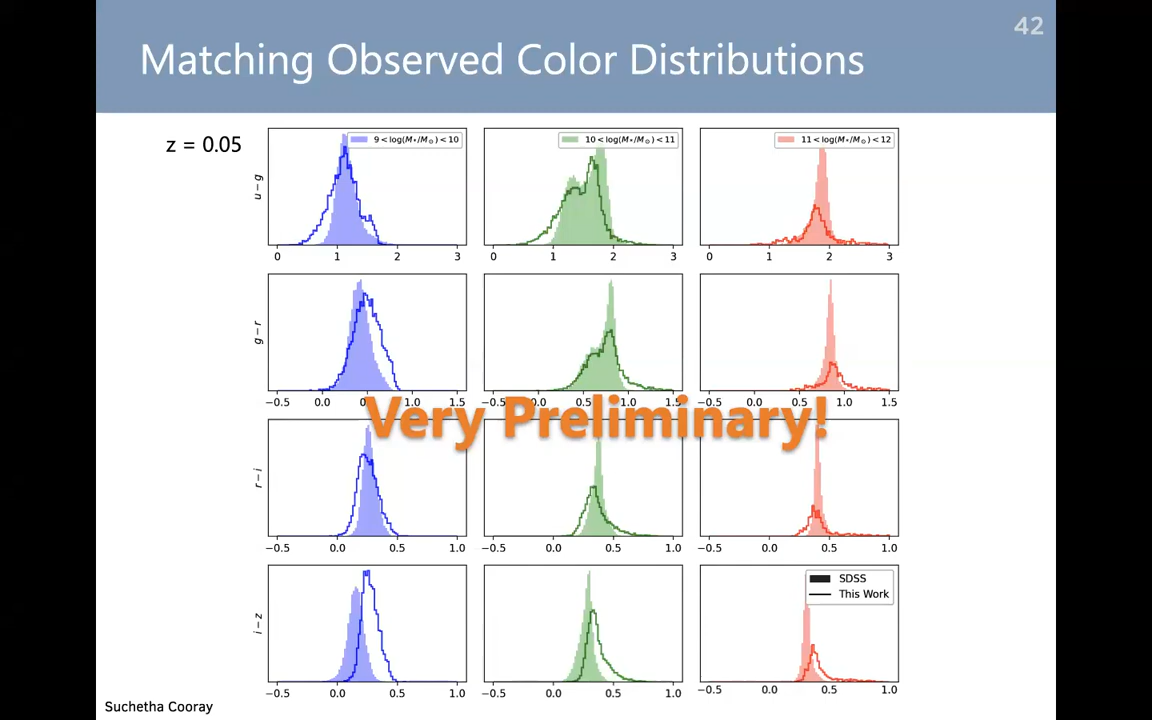 42
Matching Observed Color Distributions
z = 0.05
9 < log(M⋆/M⊙) < 10
10 < log(M⋆/M⊙) < 11
11 < log(M⋆/M⊙) < 12
u − g
0 1 2 3 0 1 2 3 0 1 2 3
g − r
−0.5 0.0 1.0 1.5 −0.5 0.0 0.5 1.0 1.5 −0.5 0.0 0.5 1.0 1.5
Very Preliminary!
r − i
−0.5 0.0 0.5 1.0 −0.5 0.0 0.5 1.0 −0.5 0.0 0.5 1.0
SDSS
This Work
i − z
−0.5 0.0 0.5 1.0 −0.5 0.0 0.5 1.0 −0.5 0.0 0.5 1.0
Suchetha Cooray